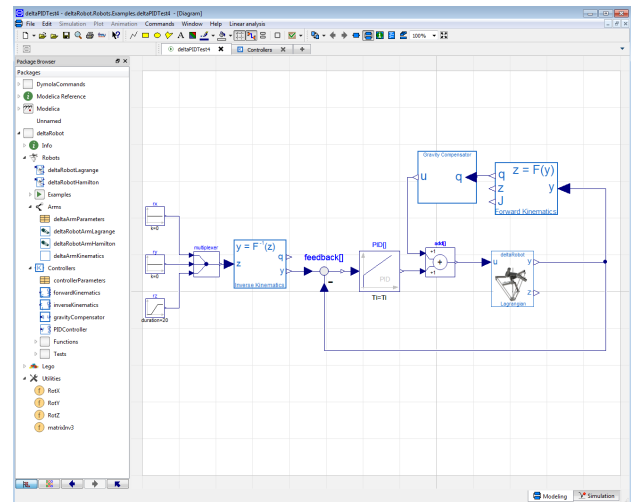 deltaPIDTest4 - deltaRobot.Robots.Examples.deltaPIDTest4 - [Diagram]
File Edit Simulation Plot Animation Commands Window Help Linear analysis
100%
deltaPIDTest4 Controllers
Package Browser
Packages
DymolaCommands
Modelica Reference
Modelica
Unnamed
deltaRobot
Info
Robots
deltaRobotLagrange
deltaRobotHamilton
Examples
Arms
deltaArmParameters
deltaRobotArmLagrange
deltaRobotArmHamilton
deltaArmKinematics
Controllers
controllerParameters
forwardKinematics
inverseKinematics
gravityCompensator
PIDController
Functions
Tests
Lego
Utilities
RotX
RotY
RotZ
matrixInv3
Gravity Compensator
u q
q z = F(y)
z y
J
Forward Kinematics
rx
k=0
ry
k=0
rz
duration=20
multiplexer
y = F⁻¹(z)
z q
y
Inverse Kinematics
feedback[]
-
PID[]
PID
Ti=Ti
add[]
+1
+
+1
deltaRobot
u y
z
Lagrangian
Modeling Simulation